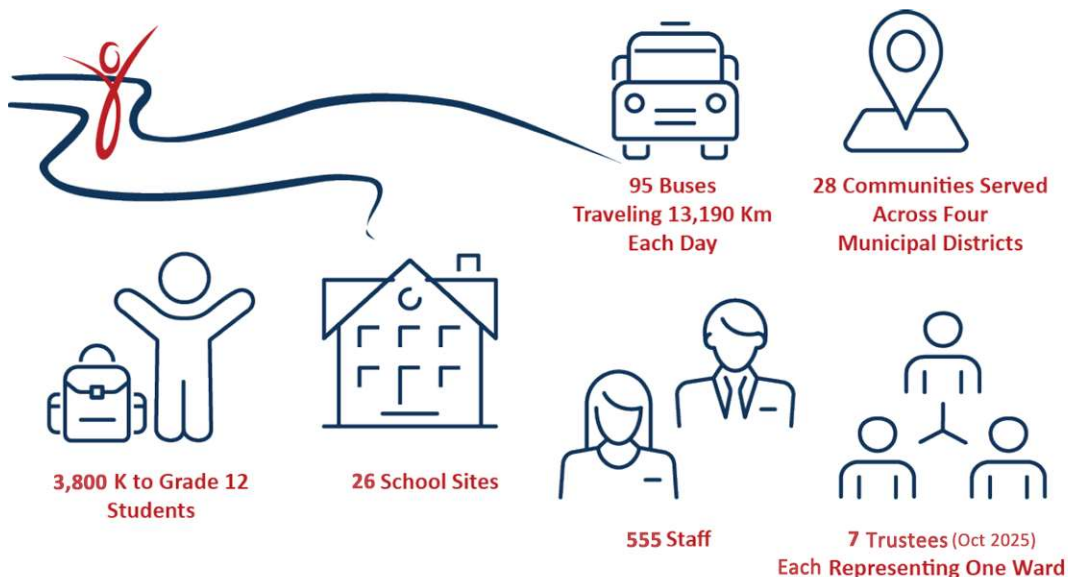 95 Buses
Traveling 13,190 Km
Each Day
28 Communities Served
Across Four
Municipal Districts
3,800 K to Grade 12
Students
26 School Sites
555 Staff
7 Trustees (Oct 2025)
Each Representing One Ward